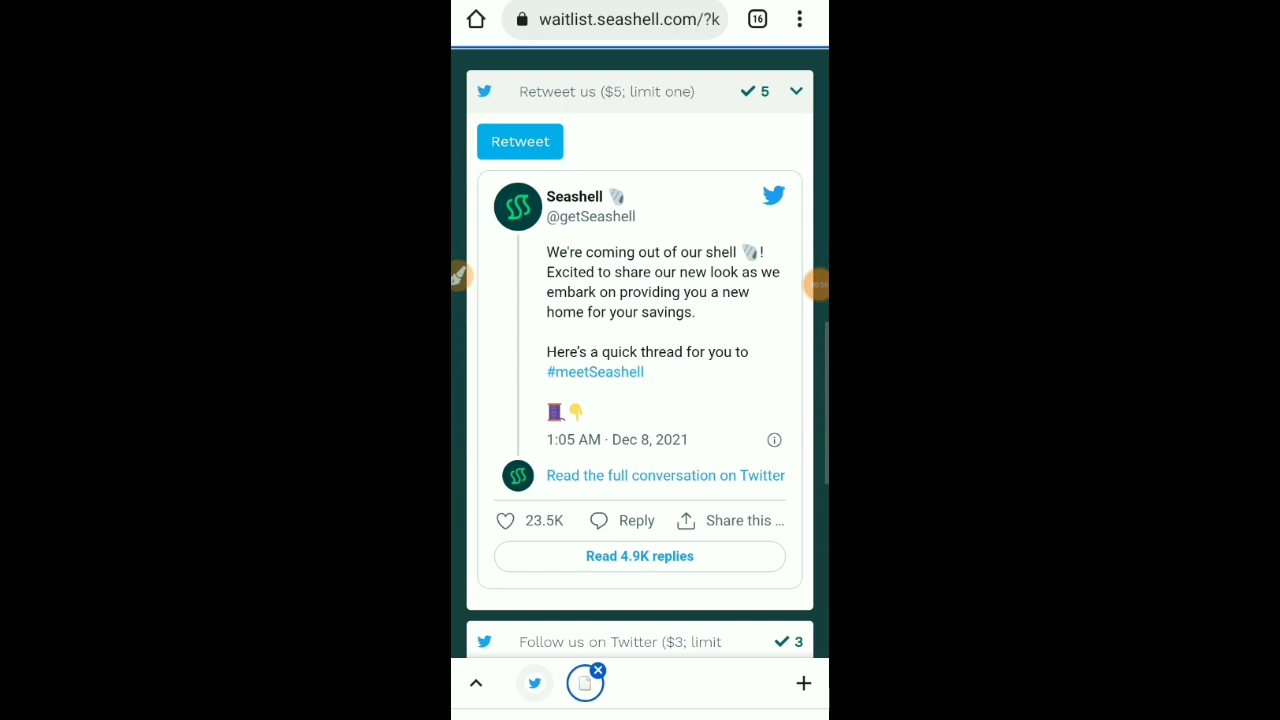 waitlist.seashell.com/?k
16
Retweet us ($5; limit one)
5
Retweet
Seashell
@getSeashell
We're coming out of our shell 🐚!
Excited to share our new look as we
embark on providing you a new
home for your savings.
Here's a quick thread for you to
#meetSeashell
🧵👇
1:05 AM · Dec 8, 2021
Read the full conversation on Twitter
23.5K
Reply
Share this ...
Read 4.9K replies
Follow us on Twitter ($3; limit
3